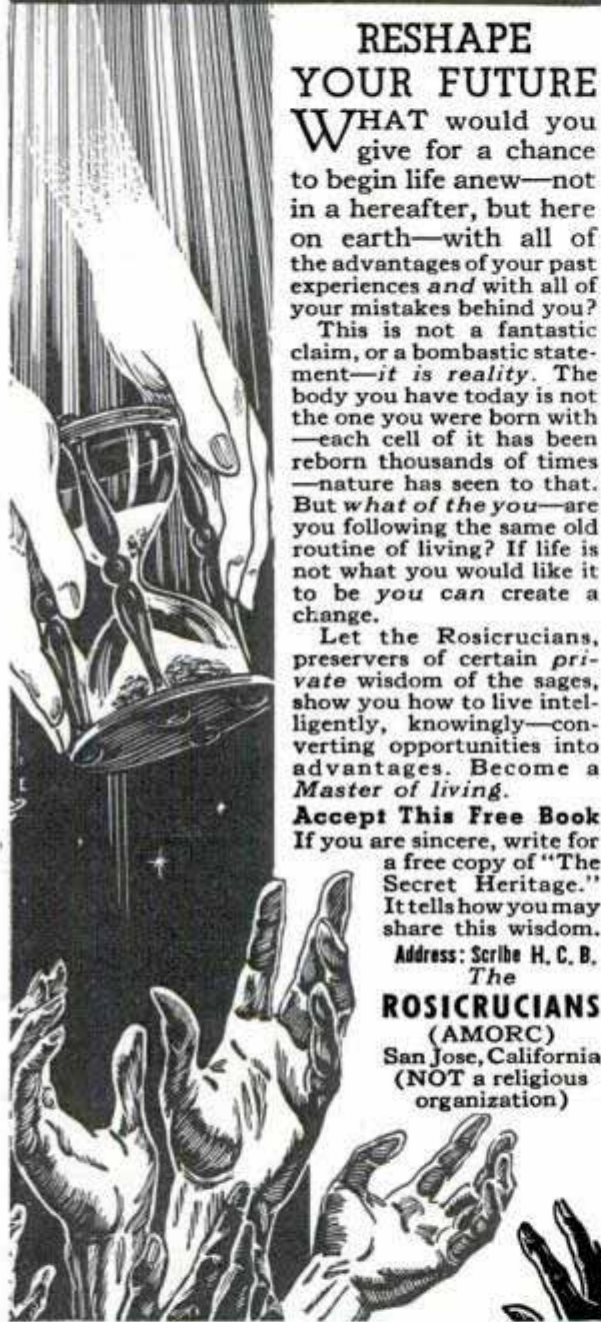 RESHAPE
YOUR FUTURE
WHAT would you
give for a chance
to begin life anew—not
in a hereafter, but here
on earth—with all of
the advantages of your past
experiences and with all of
your mistakes behind you?
This is not a fantastic
claim, or a bombastic state-
ment—it is reality. The
body you have today is not
the one you were born with
—each cell of it has been
reborn thousands of times
—nature has seen to that.
But what of the you—are
you following the same old
routine of living? If life is
not what you would like it
to be you can create a
change.
Let the Rosicrucians,
preservers of certain pri-
vate wisdom of the sages,
show you how to live intel-
ligently, knowingly—con-
verting opportunities into
advantages. Become a
Master of living.
Accept This Free Book
If you are sincere, write for
a free copy of "The
Secret Heritage."
It tells how you may
share this wisdom.
Address: Scribe H. C. B.
The
ROSICRUCIANS
(AMORC)
San Jose, California
(NOT a religious
organization)